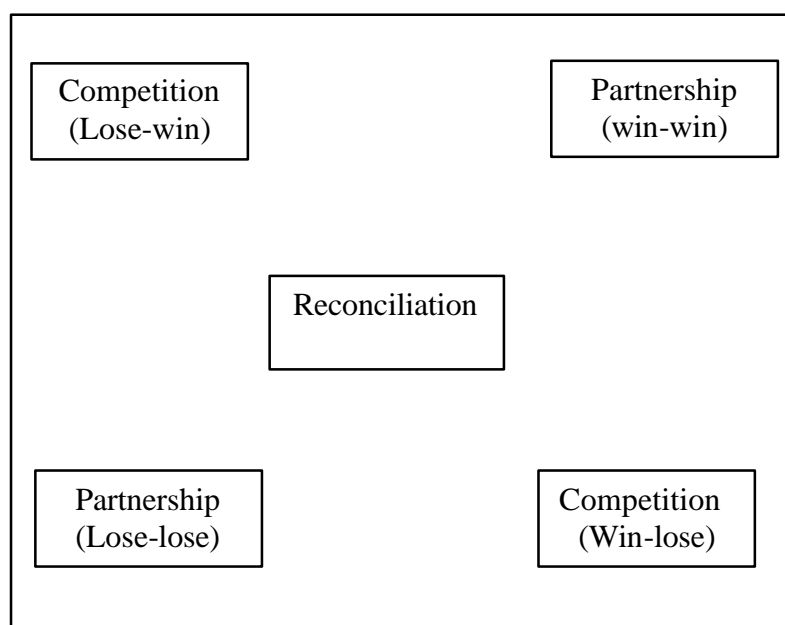 Competition
(Lose-win)
Partnership
(win-win)
Reconciliation
Partnership
(Lose-lose)
Competition
(Win-lose)